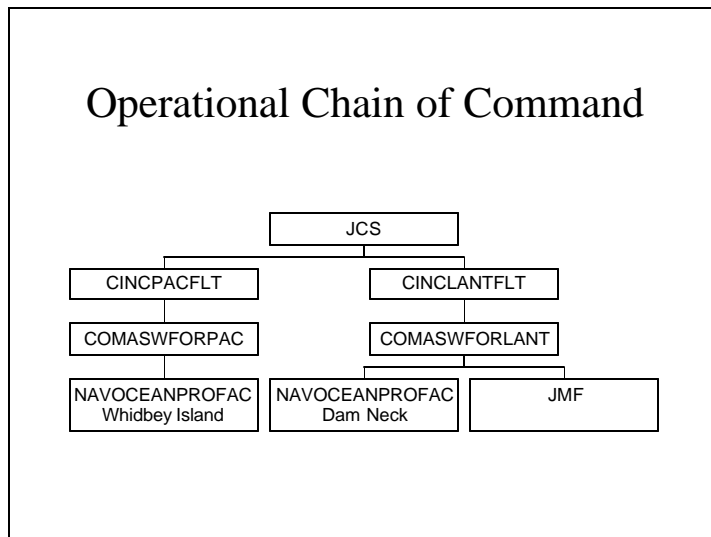 Operational Chain of Command
JCS
CINCPACFLT
CINCLANTFLT
COMASWFORPAC
COMASWFORLANT
NAVOCEANPROFAC
Whidbey Island
NAVOCEANPROFAC
Dam Neck
JMF